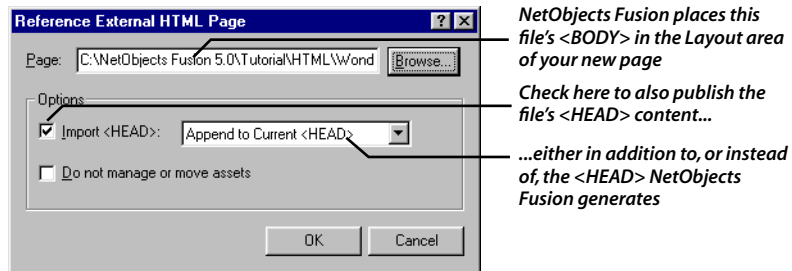 Reference External HTML Page
Page: C:\NetObjects Fusion 5.0\Tutorial\HTML\Wond Browse...
Options
Import <HEAD>: Append to Current <HEAD>
Do not manage or move assets
OK Cancel
NetObjects Fusion places this
file's <BODY> in the Layout area
of your new page
Check here to also publish the
file's <HEAD> content...
...either in addition to, or instead
of, the <HEAD> NetObjects
Fusion generates